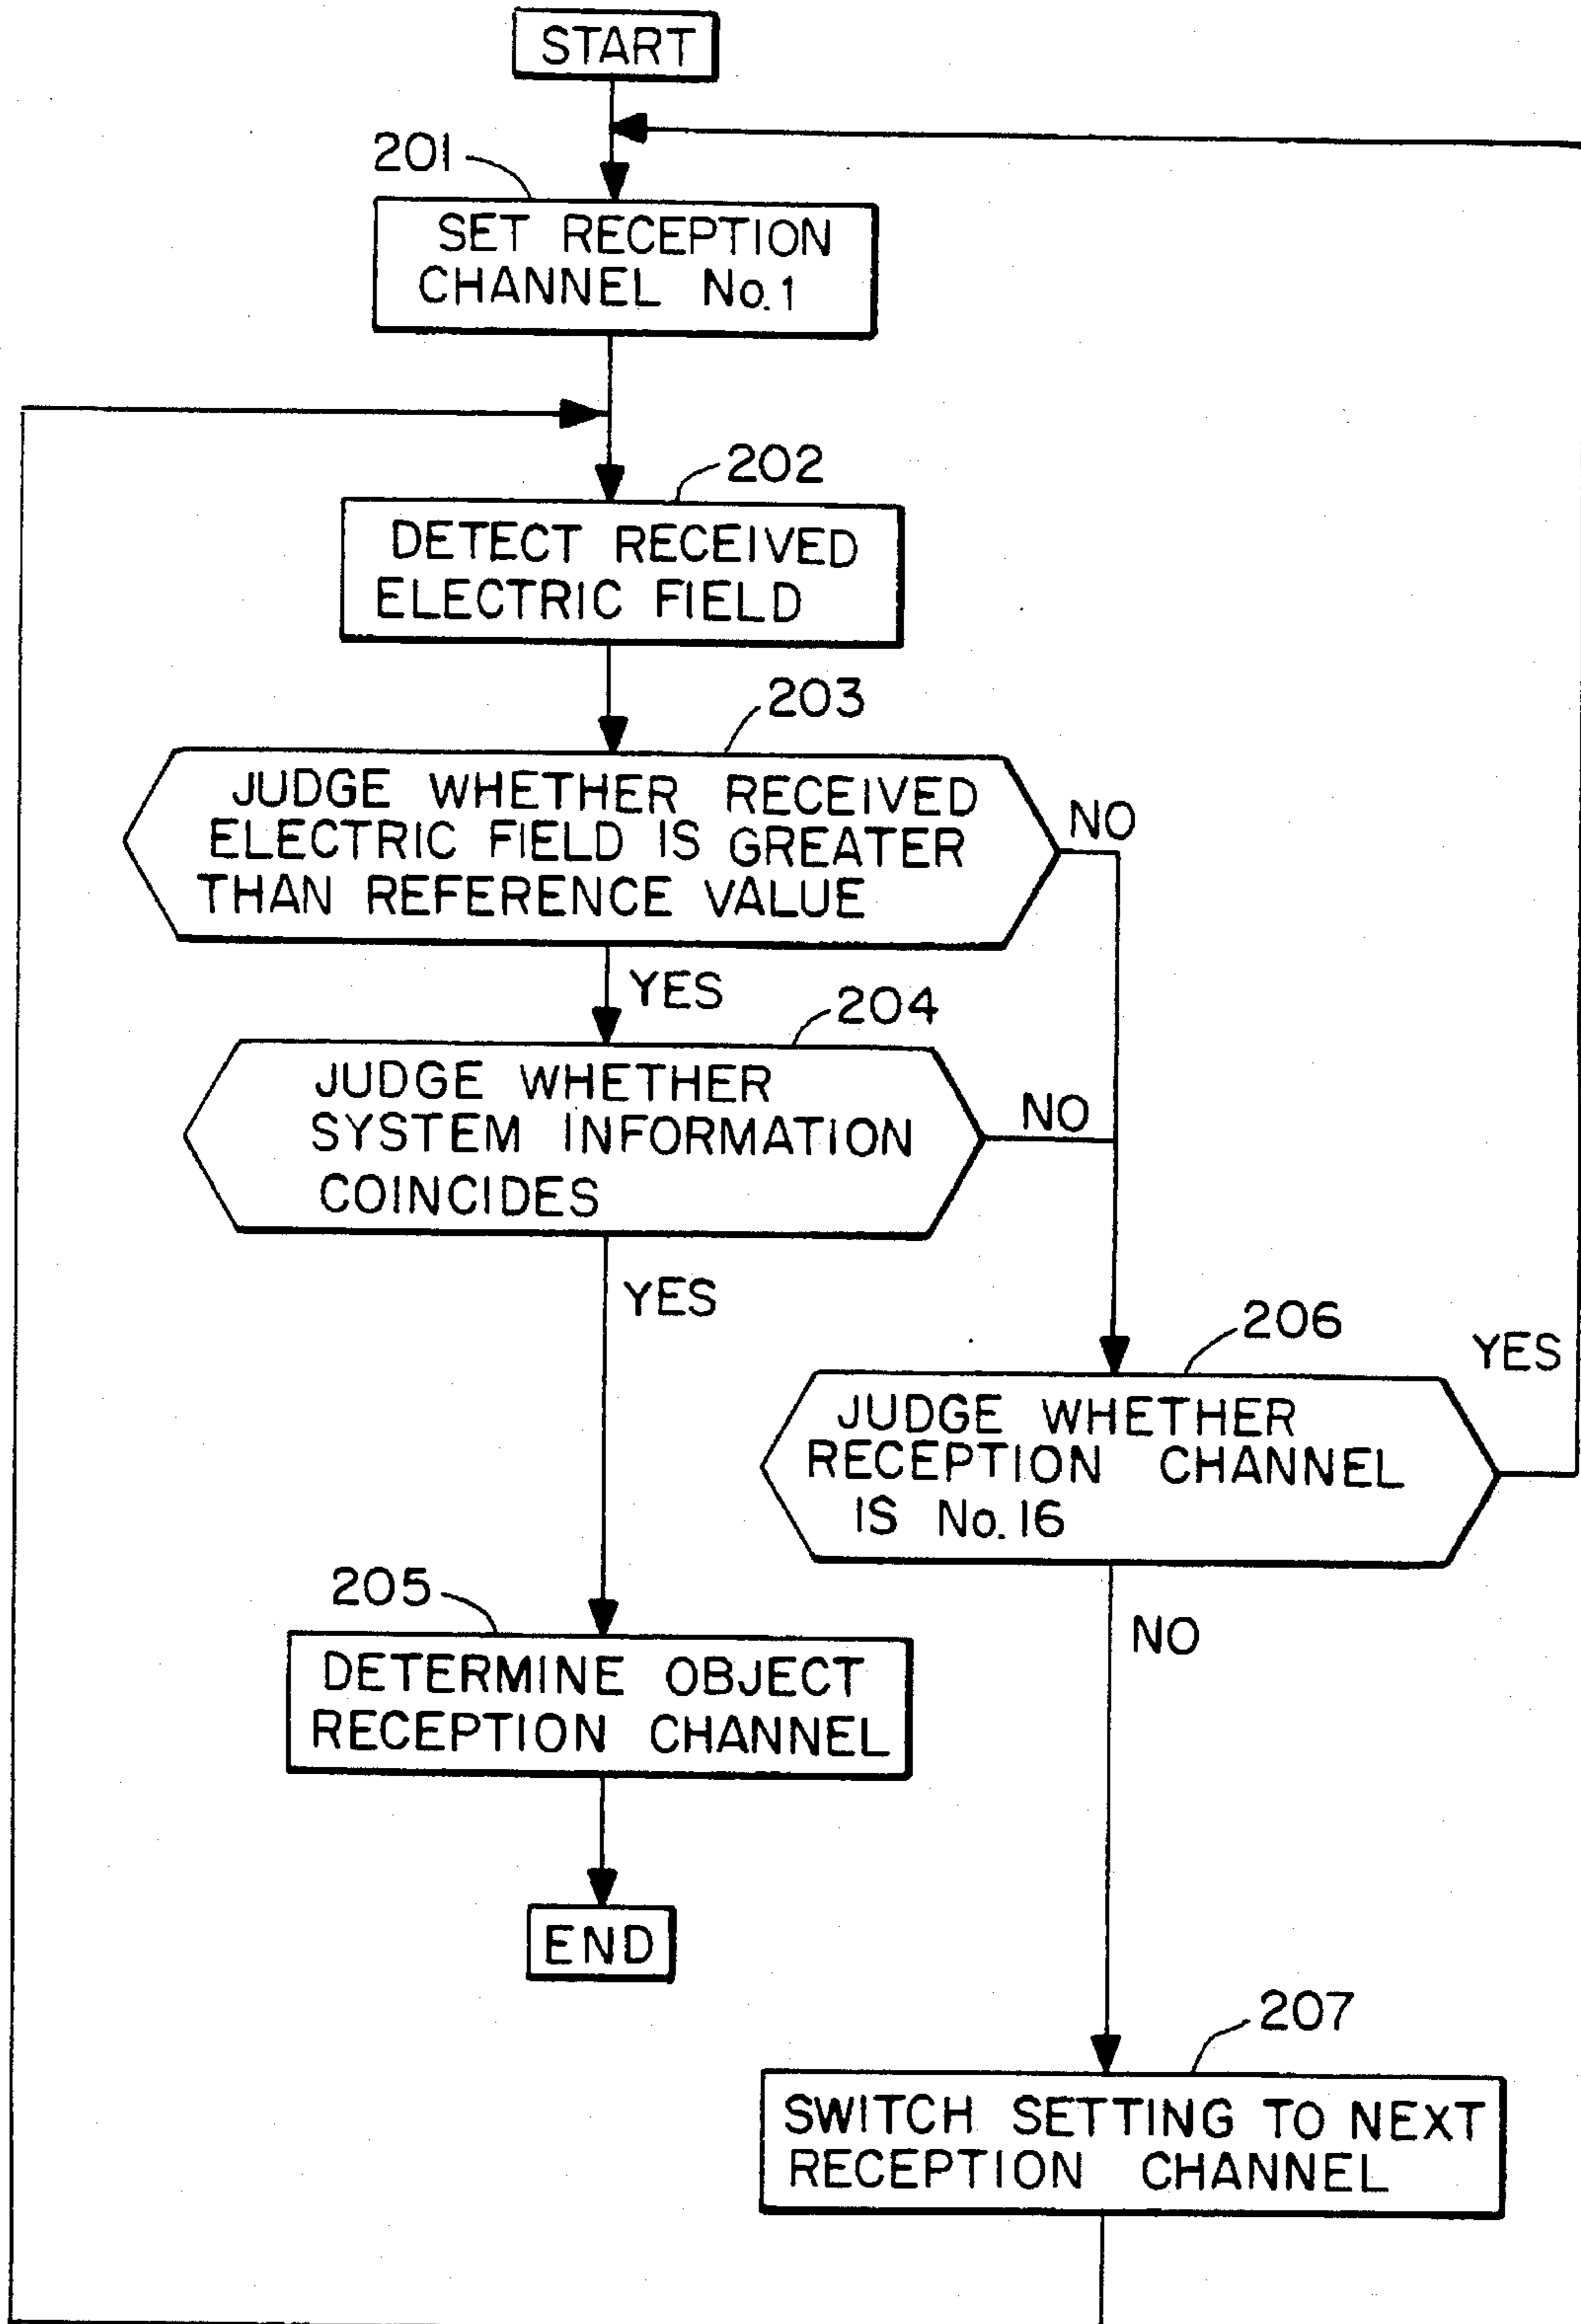 START
201
SET RECEPTION
CHANNEL No. 1
202
DETECT RECEIVED
ELECTRIC FIELD
203
JUDGE WHETHER RECEIVED
ELECTRIC FIELD IS GREATER
THAN REFERENCE VALUE
NO
YES
204
JUDGE WHETHER
SYSTEM INFORMATION
COINCIDES
NO
YES
206
YES
JUDGE WHETHER
RECEPTION CHANNEL
IS No. 16
205
NO
DETERMINE OBJECT
RECEPTION CHANNEL
END
207
SWITCH SETTING TO NEXT
RECEPTION CHANNEL